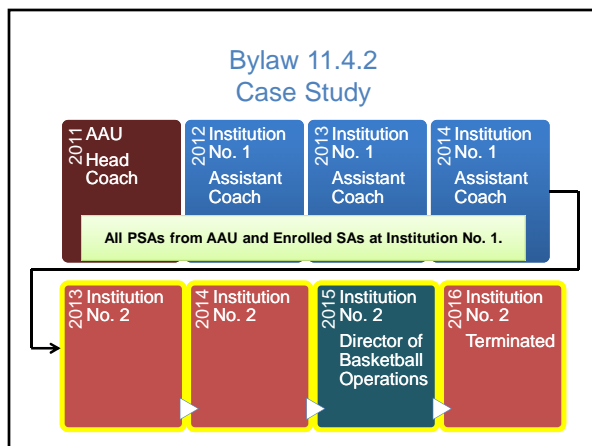 Bylaw 11.4.2
Case Study
2011
AAU
Head
Coach
2012
Institution
No. 1
Assistant
Coach
2013
Institution
No. 1
Assistant
Coach
2014
Institution
No. 1
Assistant
Coach
All PSAs from AAU and Enrolled SAs at Institution No. 1.
2013
Institution
No. 2
2014
Institution
No. 2
2015
Institution
No. 2
Director of
Basketball
Operations
2016
Institution
No. 2
Terminated